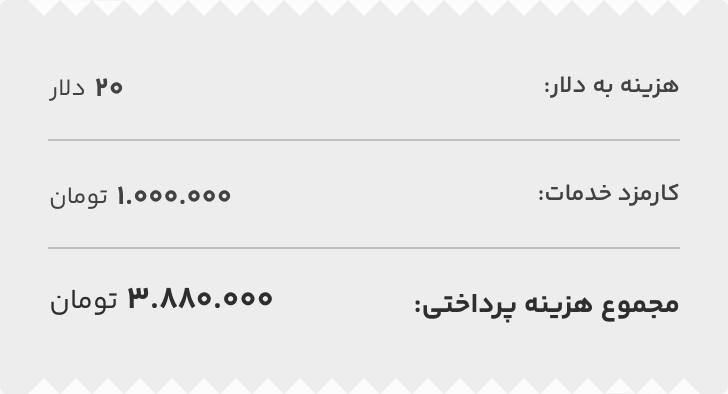 هزینه به دلار: ۲۰ دلار
کارمزد خدمات: ۱.۰۰۰.۰۰۰ تومان
مجموع هزینه پرداختی: ۳.۸۸۰.۰۰۰ تومان